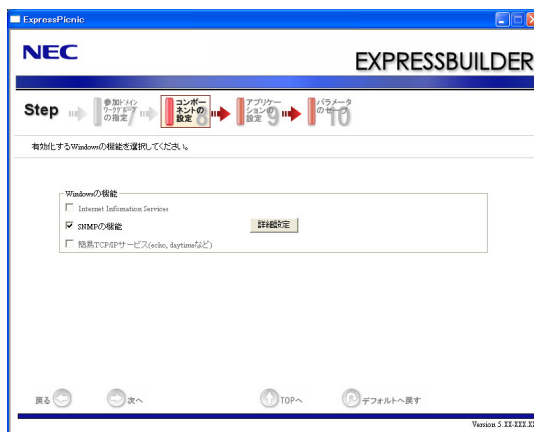 ExpressPicnic
NEC
EXPRESSBUILDER
Step
参加ドメイン
ワークグループ
の指定 7
コンポー
ネントの
設定 8
アプリケー
ションの
設定 9
パラメータ
のセーブ 10
有効化するWindowsの機能を選択してください。
Windowsの機能
Internet Infomation Services
SNMPの機能
詳細設定
簡易TCP/IPサービス(echo, daytimeなど)
戻る
次へ
TOPへ
デフォルトへ戻す
Version 5.XX-XXX.XX